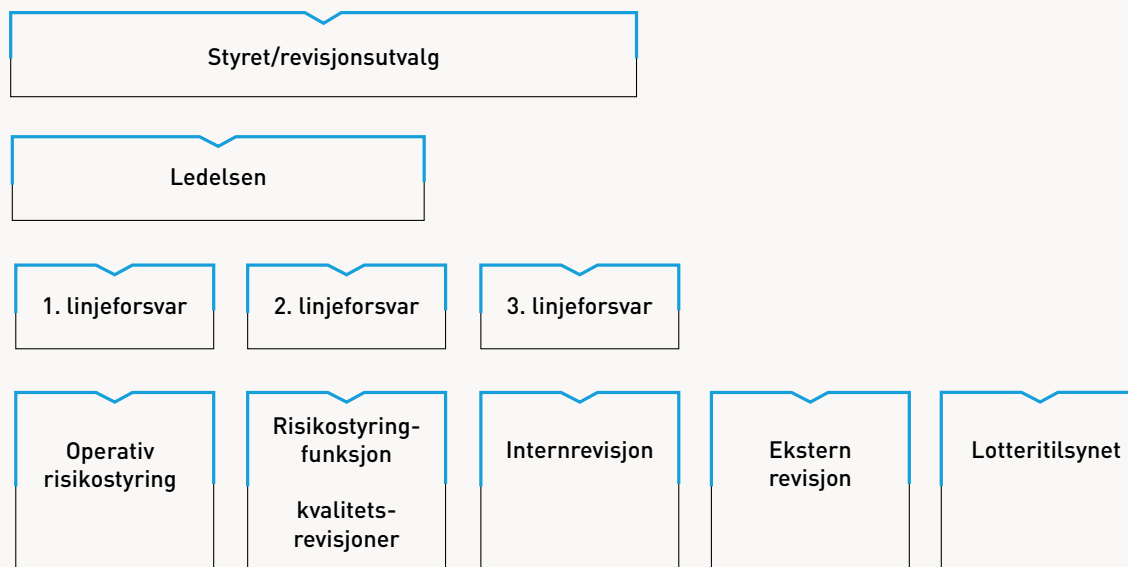 Styret/revisjonsutvalg
Ledelsen
1. linjeforsvar
2. linjeforsvar
3. linjeforsvar
Operativ
risikostyring
Risikostyring-
funksjon
kvalitets-
revisjoner
Internrevisjon
Ekstern
revisjon
Lotteritilsynet